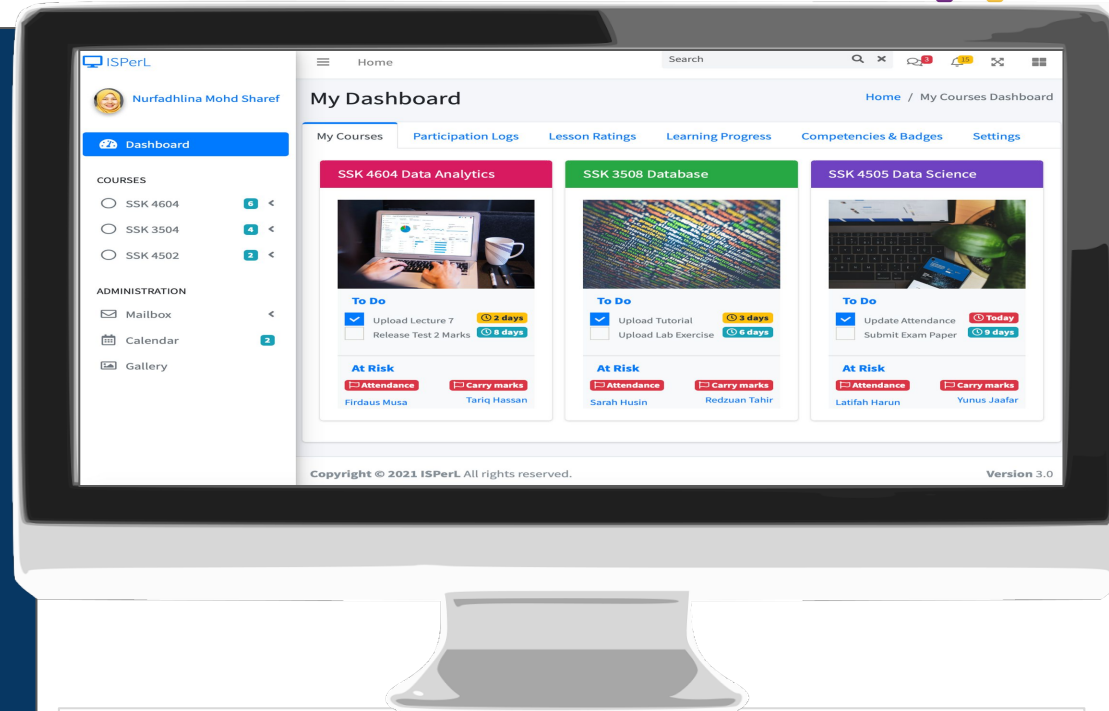 ISPerL
Home
Search
3
15
Nurfadhlina Mohd Sharef
My Dashboard
Home / My Courses Dashboard
Dashboard
My Courses
Participation Logs
Lesson Ratings
Learning Progress
Competencies & Badges
Settings
COURSES
SSK 4604 6
SSK 3504 4
SSK 4502 2
ADMINISTRATION
Mailbox
Calendar 2
Gallery
SSK 4604 Data Analytics
To Do
Upload Lecture 7 2 days
Release Test 2 Marks 8 days
At Risk
Attendance Carry marks
Firdaus Musa Tariq Hassan
SSK 3508 Database
To Do
Upload Tutorial 3 days
Upload Lab Exercise 6 days
At Risk
Attendance Carry marks
Sarah Husin Redzuan Tahir
SSK 4505 Data Science
To Do
Update Attendance Today
Submit Exam Paper 9 days
At Risk
Attendance Carry marks
Latifah Harun Yunus Jaafar
Copyright © 2021 ISPerL All rights reserved.
Version 3.0